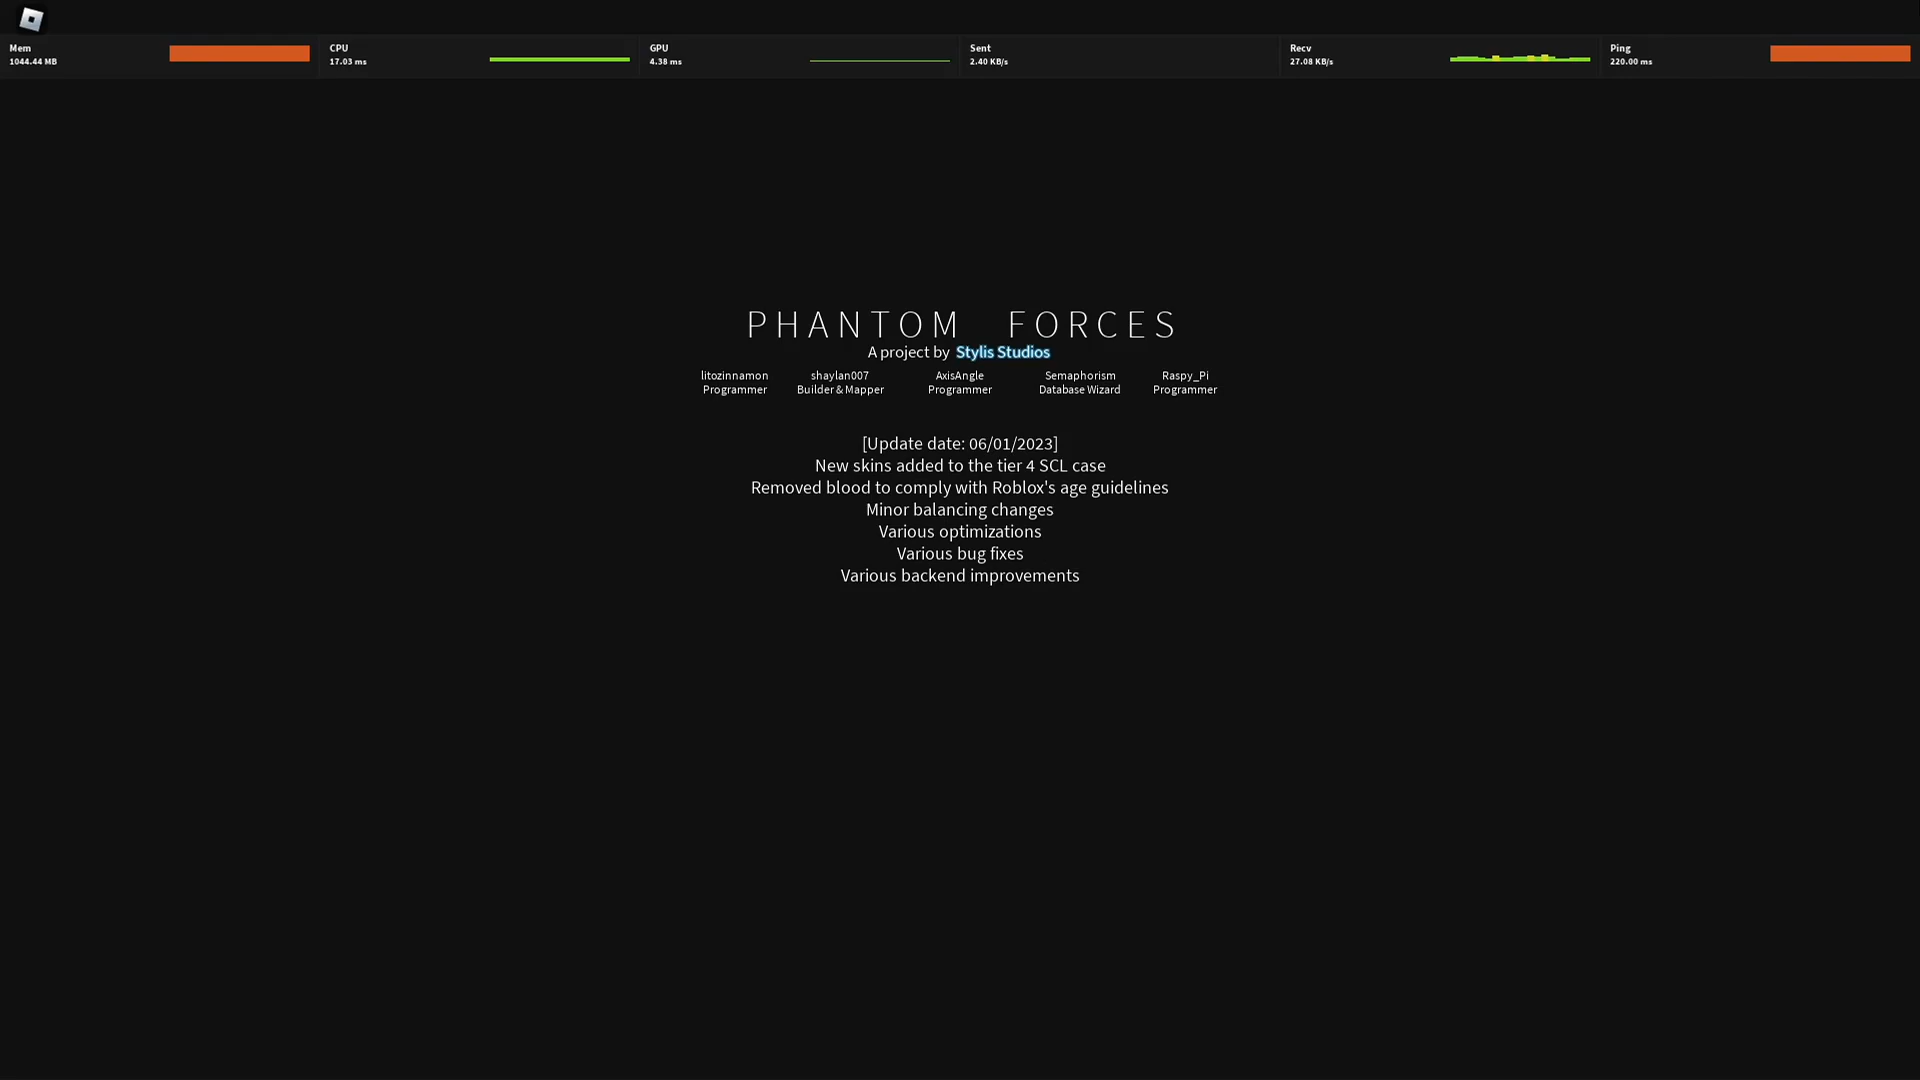 Mem
1044.44 MB
CPU
17.03 ms
GPU
4.38 ms
Sent
2.40 KB/s
Recv
27.08 KB/s
Ping
220.00 ms
PHANTOM FORCES
A project by Stylis Studios
litozinnamon shaylan007 AxisAngle Semaphorism Raspy_Pi
Programmer Builder & Mapper Programmer Database Wizard Programmer
[Update date: 06/01/2023]
New skins added to the tier 4 SCL case
Removed blood to comply with Roblox's age guidelines
Minor balancing changes
Various optimizations
Various bug fixes
Various backend improvements